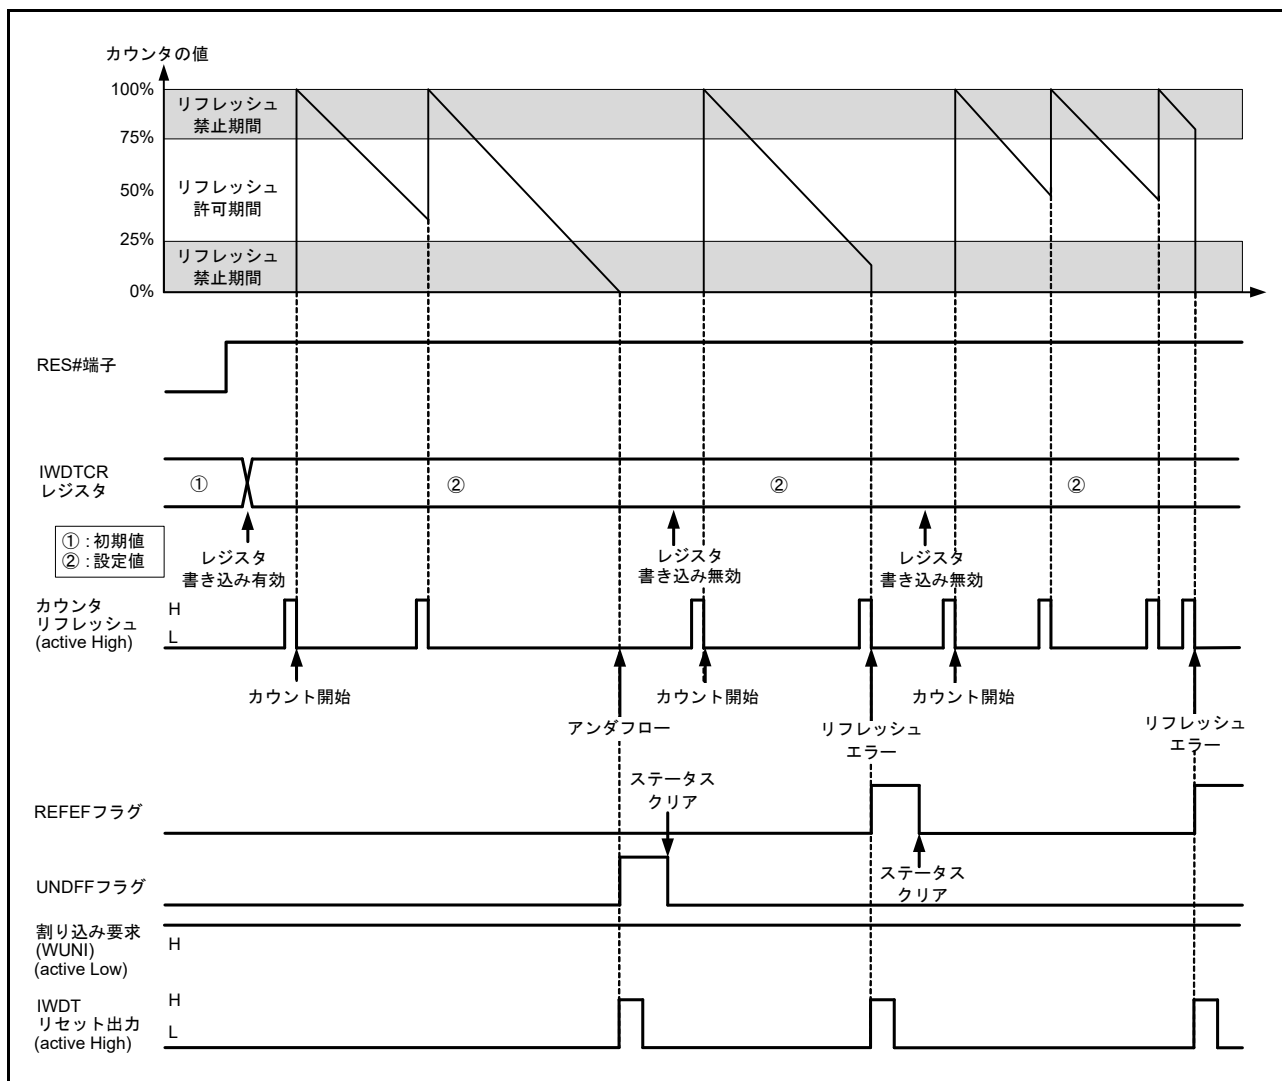 カウンタの値
100%
リフレッシュ
禁止期間
75%
50%
リフレッシュ
許可期間
25%
リフレッシュ
禁止期間
0%
RES#端子
IWDTCR
レジスタ
①
②
②
②
①:初期値
②:設定値
レジスタ
書き込み有効
レジスタ
書き込み無効
レジスタ
書き込み無効
カウンタ
リフレッシュ
(active High)
H
L
カウント開始
カウント開始
カウント開始
アンダフロー
リフレッシュ
エラー
リフレッシュ
エラー
ステータス
クリア
REFEFフラグ
ステータス
クリア
UNDFFフラグ
割り込み要求
(WUNI)
(active Low)
H
IWDT
リセット出力
(active High)
H
L